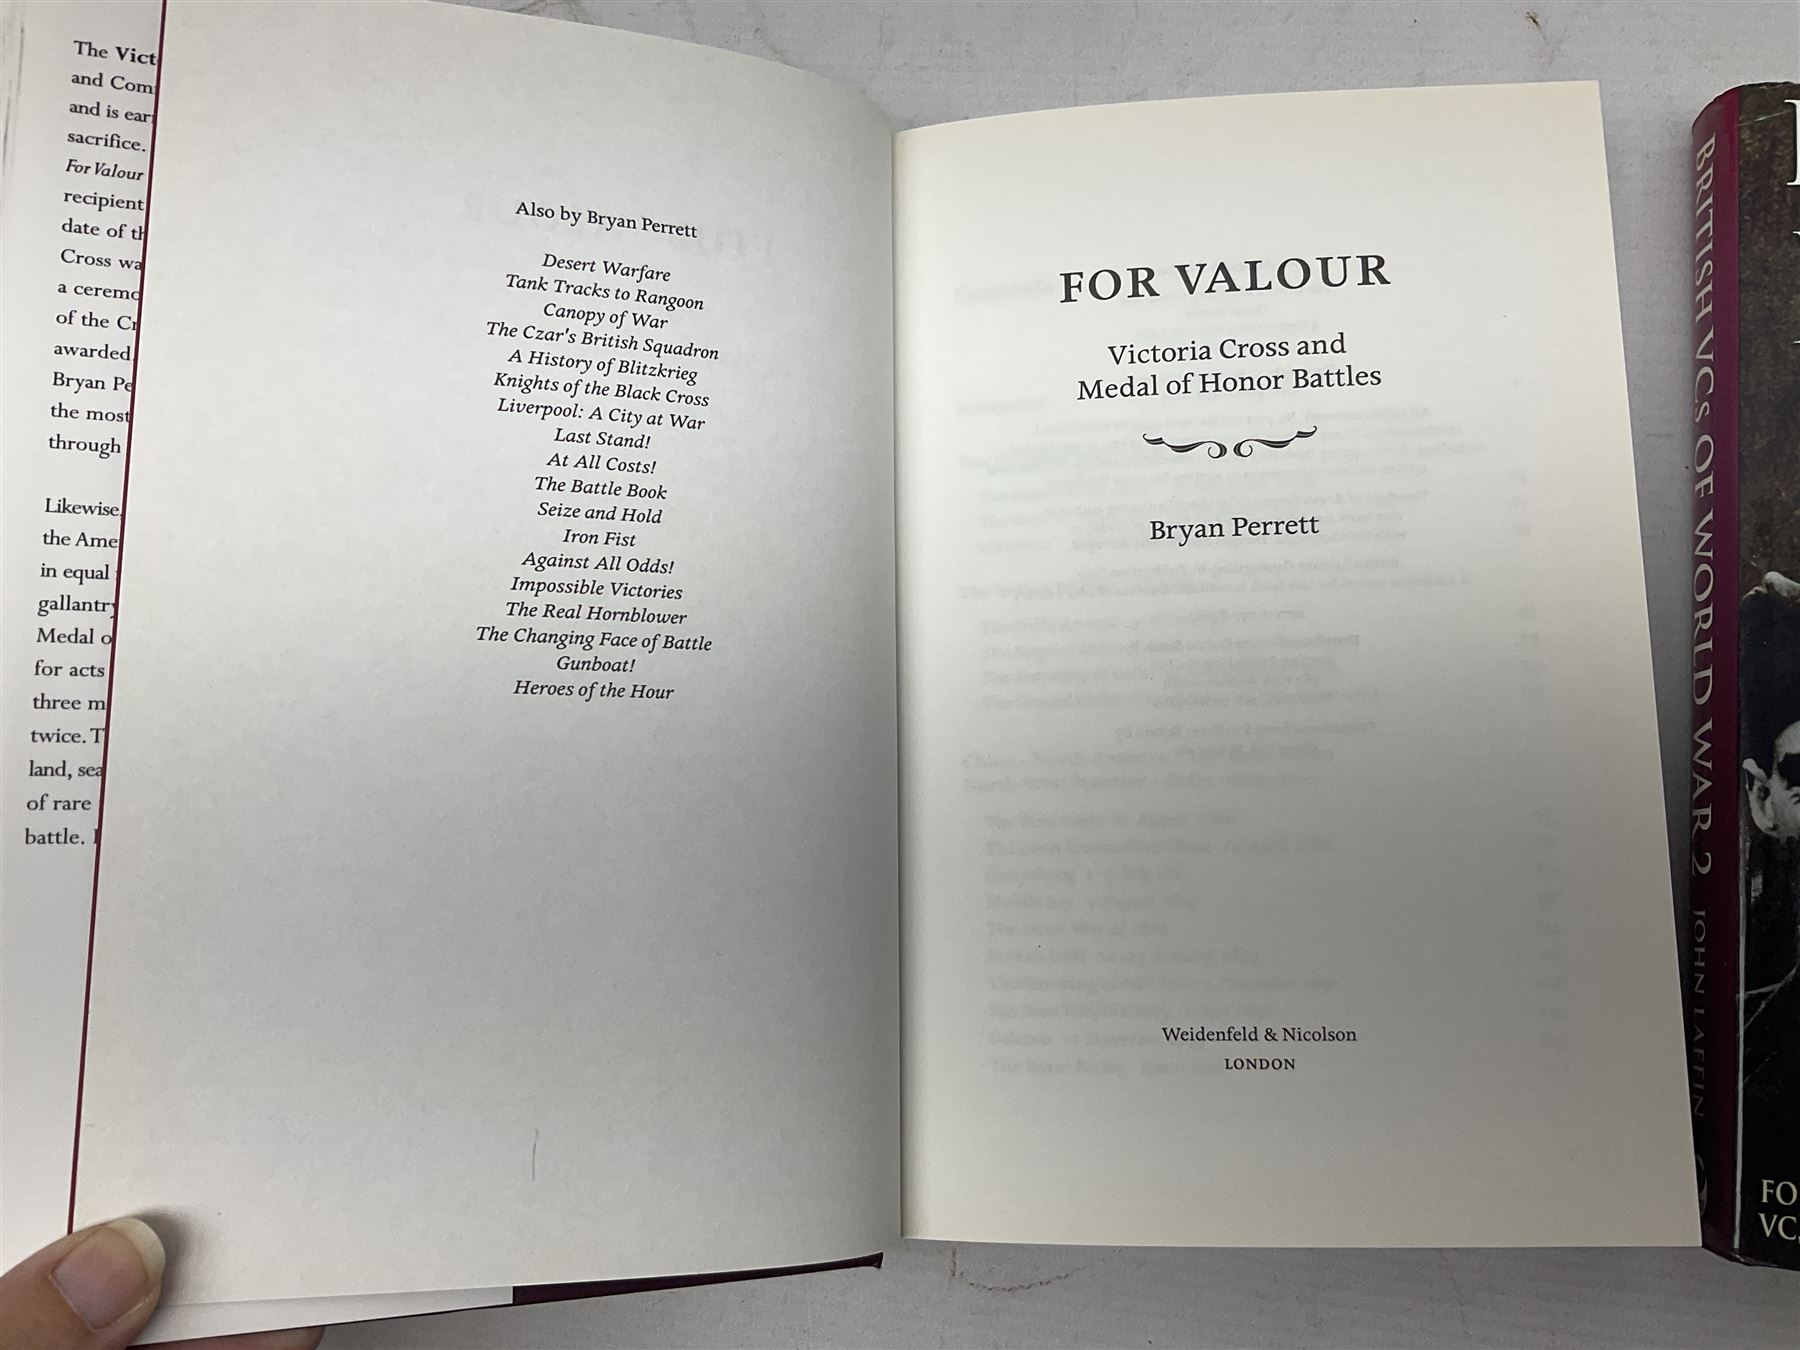 The Vict
and Com
and is ear
sacrifice.
For Valour
recipient
date of th
Cross wa
a ceremo
of the Cr
awarded
Bryan Pe
the most
through
Likewise,
the Ame
in equal
gallantry
Medal o
for acts
three m
twice. T
land, sea
of rare
battle.
Also by Bryan Perrett
Desert Warfare
Tank Tracks to Rangoon
Canopy of War
The Czar's British Squadron
A History of Blitzkrieg
Knights of the Black Cross
Liverpool: A City at War
Last Stand!
At All Costs!
The Battle Book
Seize and Hold
Iron Fist
Against All Odds!
Impossible Victories
The Real Hornblower
The Changing Face of Battle
Gunboat!
Heroes of the Hour
FOR VALOUR
Victoria Cross and
Medal of Honor Battles
Bryan Perrett
Weidenfeld & Nicolson
LONDON
BRITISH VCs OF WORLD WAR 2 JOHN LAFFIN
FO
VC